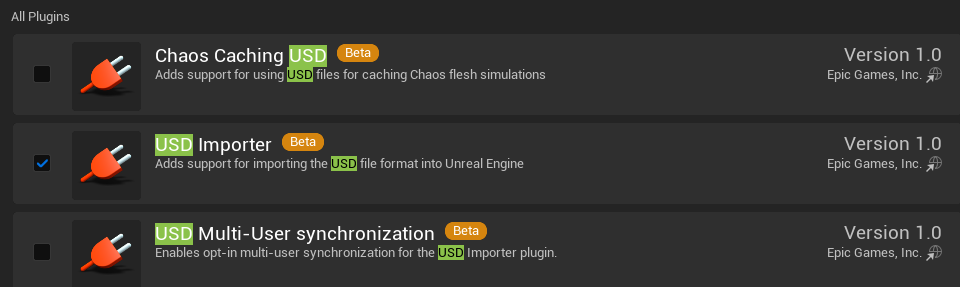 All Plugins
Chaos Caching USD Beta Version 1.0
Adds support for using USD files for caching Chaos flesh simulations Epic Games, Inc.
USD Importer Beta Version 1.0
Adds support for importing the USD file format into Unreal Engine Epic Games, Inc.
USD Multi-User synchronization Beta Version 1.0
Enables opt-in multi-user synchronization for the USD Importer plugin. Epic Games, Inc.